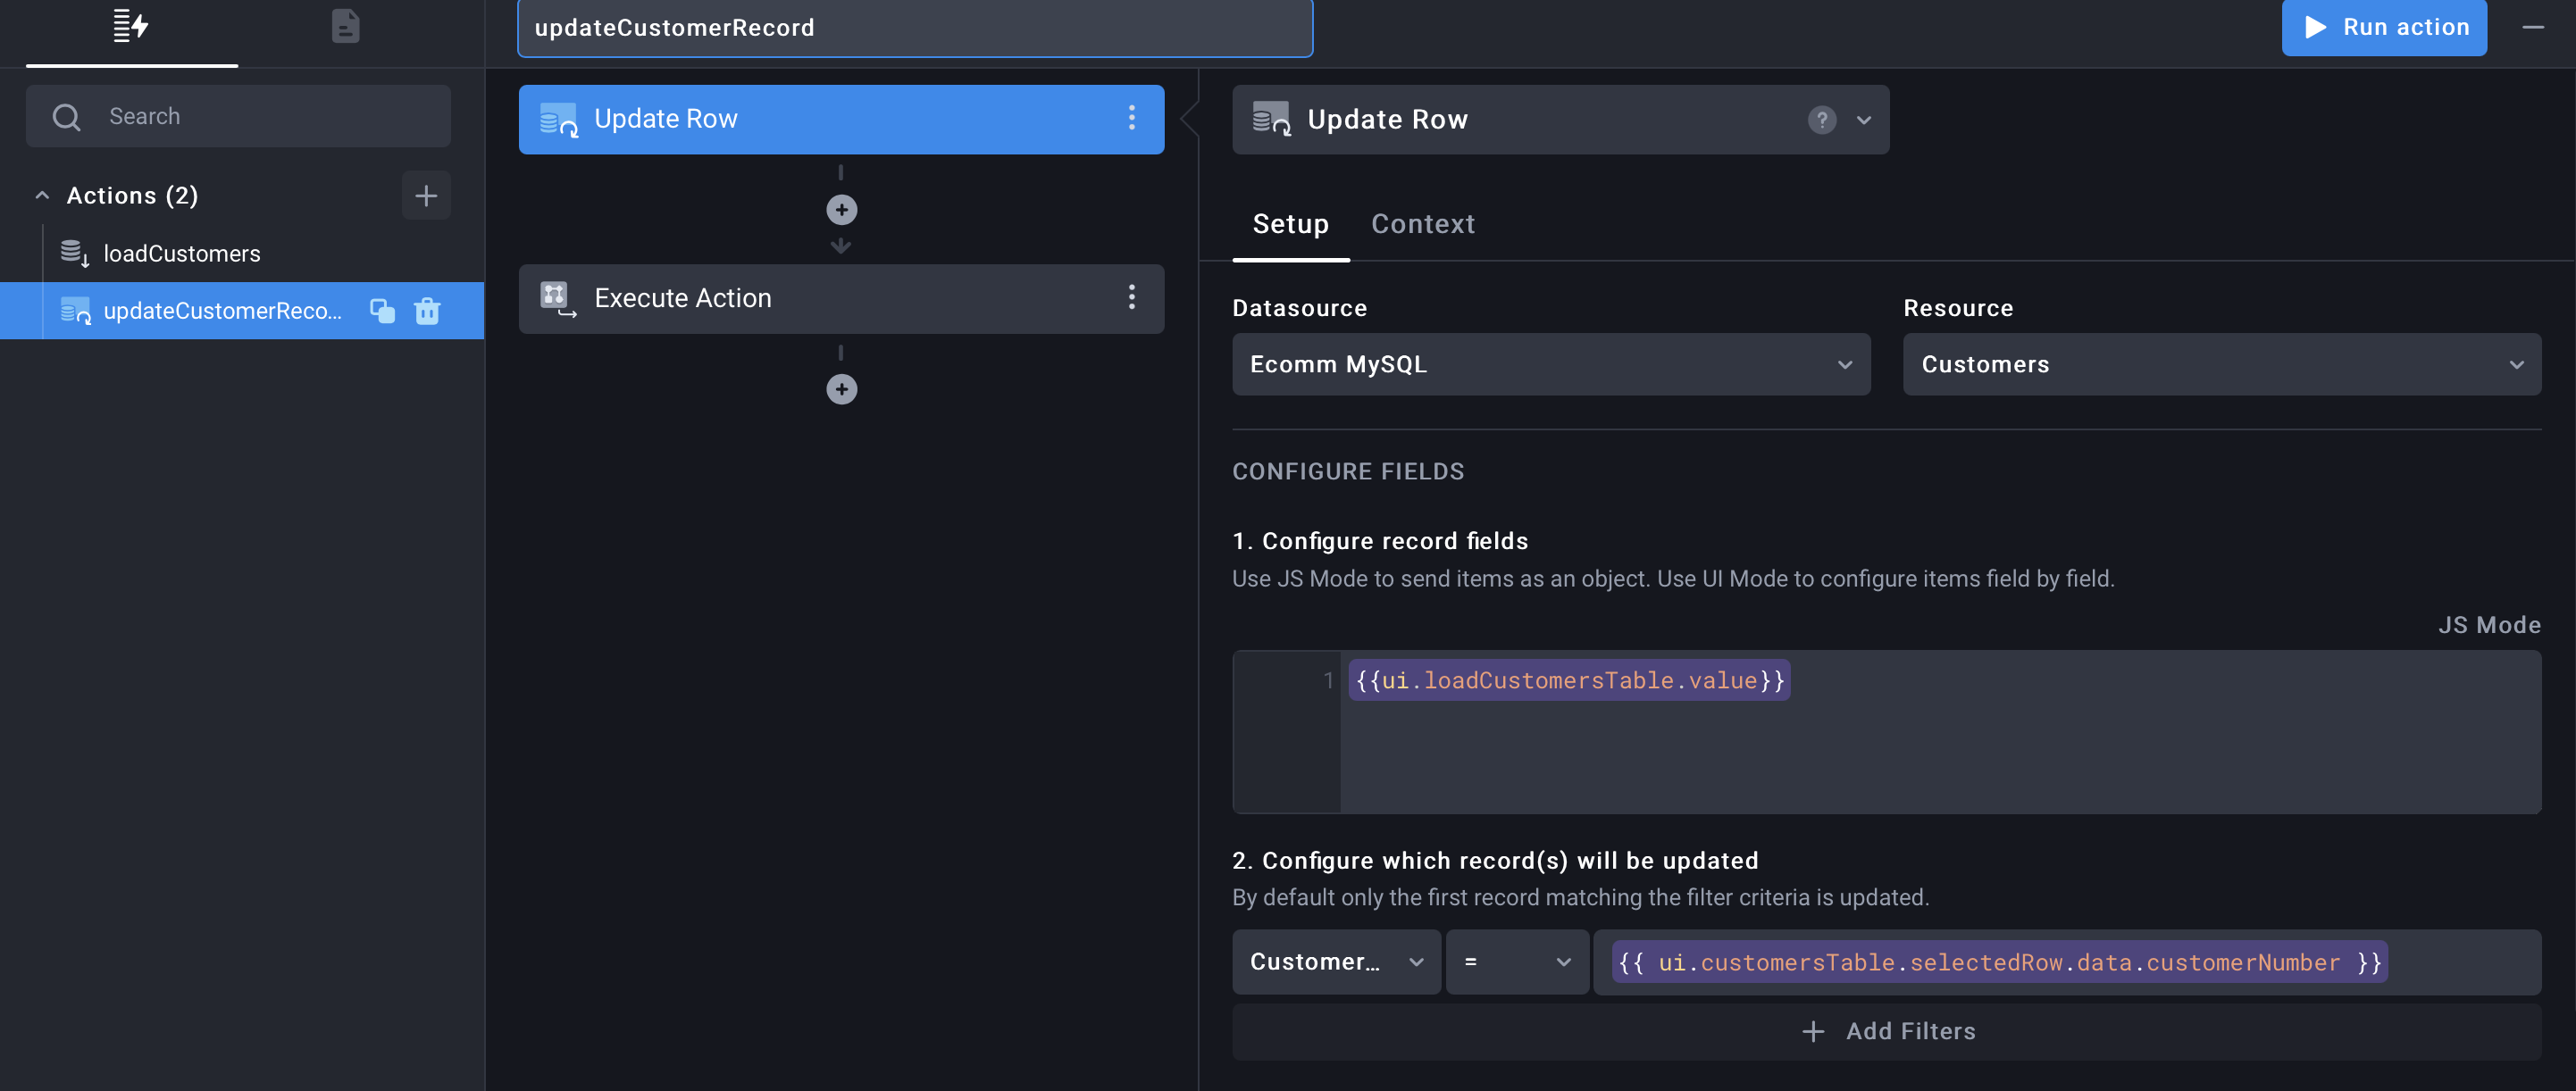 updateCustomerRecord
Run action
Search
Actions (2)
loadCustomers
updateCustomerReco...
Update Row
Execute Action
Update Row
?
Setup
Context
Datasource
Resource
Ecomm MySQL
Customers
CONFIGURE FIELDS
1. Configure record fields
Use JS Mode to send items as an object. Use UI Mode to configure items field by field.
JS Mode
1
{{ui.loadCustomersTable.value}}
2. Configure which record(s) will be updated
By default only the first record matching the filter criteria is updated.
Customer...
=
{{ ui.customersTable.selectedRow.data.customerNumber }}
Add Filters